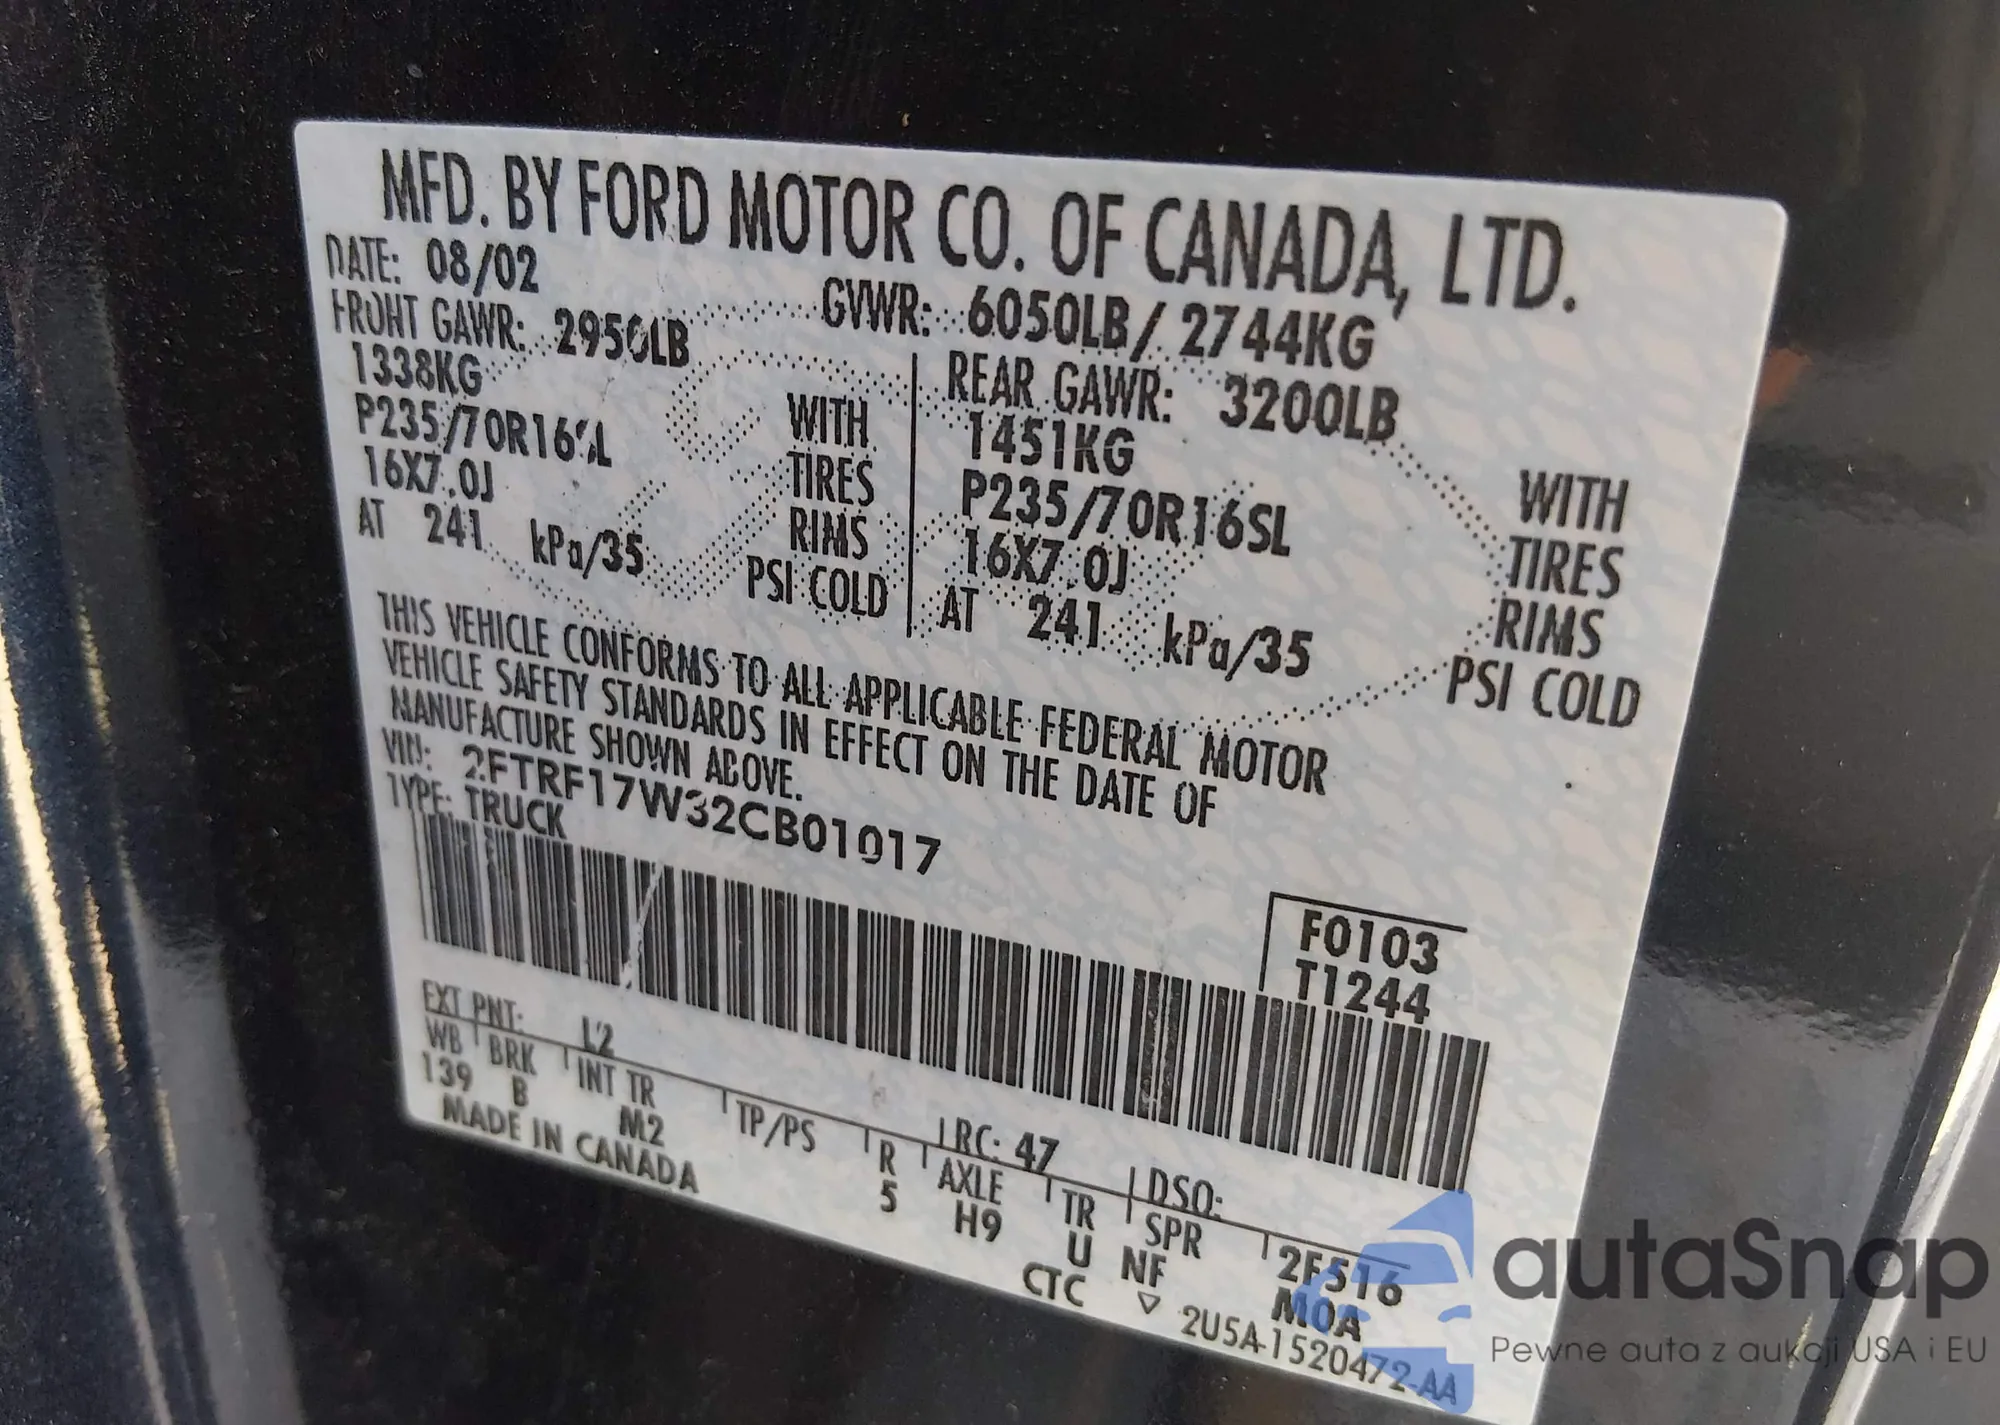 MFD. BY FORD MOTOR CO. OF CANADA, LTD.
DATE: 08/02 GVWR: 6050LB/ 2744KG
FRONT GAWR: 2950LB REAR GAWR: 3200LB
1338KG WITH 1451KG WITH
P235/70R16SL TIRES P235/70R16SL TIRES
16X7.0J RIMS 16X7.0J RIMS
AT 241 kPa/35 PSI COLD AT 241 kPa/35 PSI COLD
THIS VEHICLE CONFORMS TO ALL APPLICABLE FEDERAL MOTOR
VEHICLE SAFETY STANDARDS IN EFFECT ON THE DATE OF
MANUFACTURE SHOWN ABOVE.
VIN: 2FTRF17W32CB01017
TYPE: TRUCK
F0103
T1244
EXT PNT: L2 RC: 47 DSO:
WB BRK INT TR TP/PS R AXLE TR SPR 2F516
139 B M2 5 H9 U NF M0A
MADE IN CANADA CTC ▽ 2U5A-1520472-AA
autaSnap
Pewne auta z aukcji USA i EU